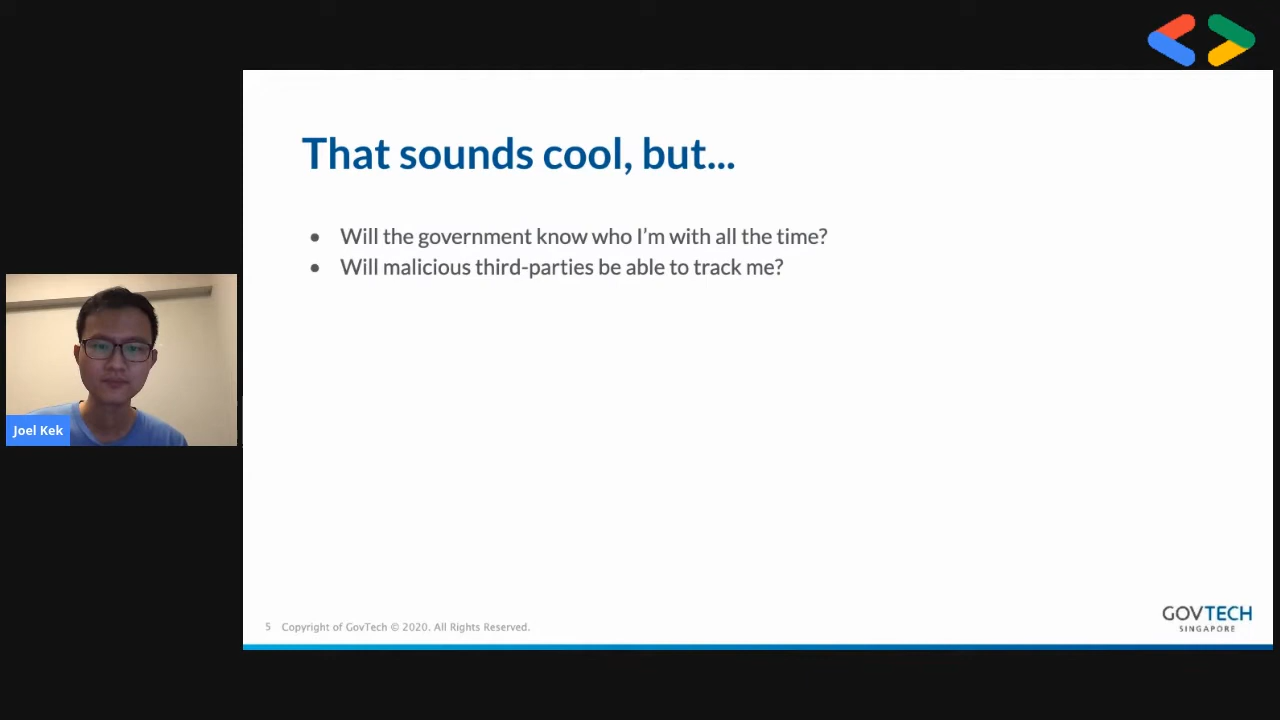 That sounds cool, but...
● Will the government know who I'm with all the time?
● Will malicious third-parties be able to track me?
Joel Kek
5 Copyright of GovTech © 2020. All Rights Reserved.
GOVTECH
SINGAPORE